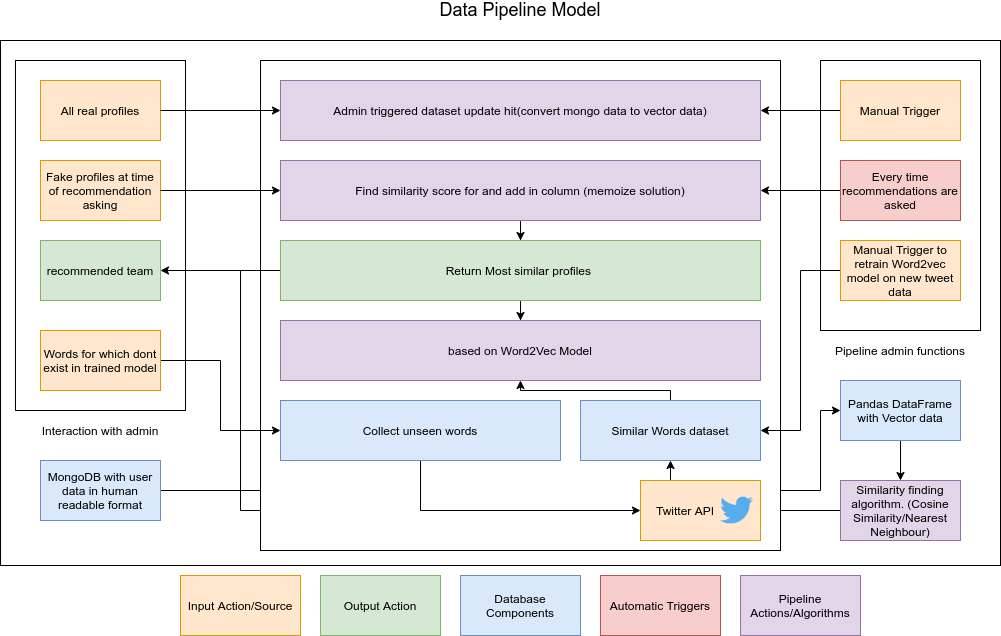 Data Pipeline Model
All real profiles
Admin triggered dataset update hit(convert mongo data to vector data)
Manual Trigger
Fake profiles at time
of recommendation
asking
Find similarity score for and add in column (memoize solution)
Every time
recommendations are
asked
recommended team
Return Most similar profiles
Manual Trigger to
retrain Word2vec
model on new tweet
data
Words for which dont
exist in trained model
based on Word2Vec Model
Pipeline admin functions
Interaction with admin
Collect unseen words
Similar Words dataset
Pandas DataFrame
with Vector data
MongoDB with user
data in human
readable format
Twitter API
Similarity finding
algorithm. (Cosine
Similarity/Nearest
Neighbour)
Input Action/Source
Output Action
Database
Components
Automatic Triggers
Pipeline
Actions/Algorithms